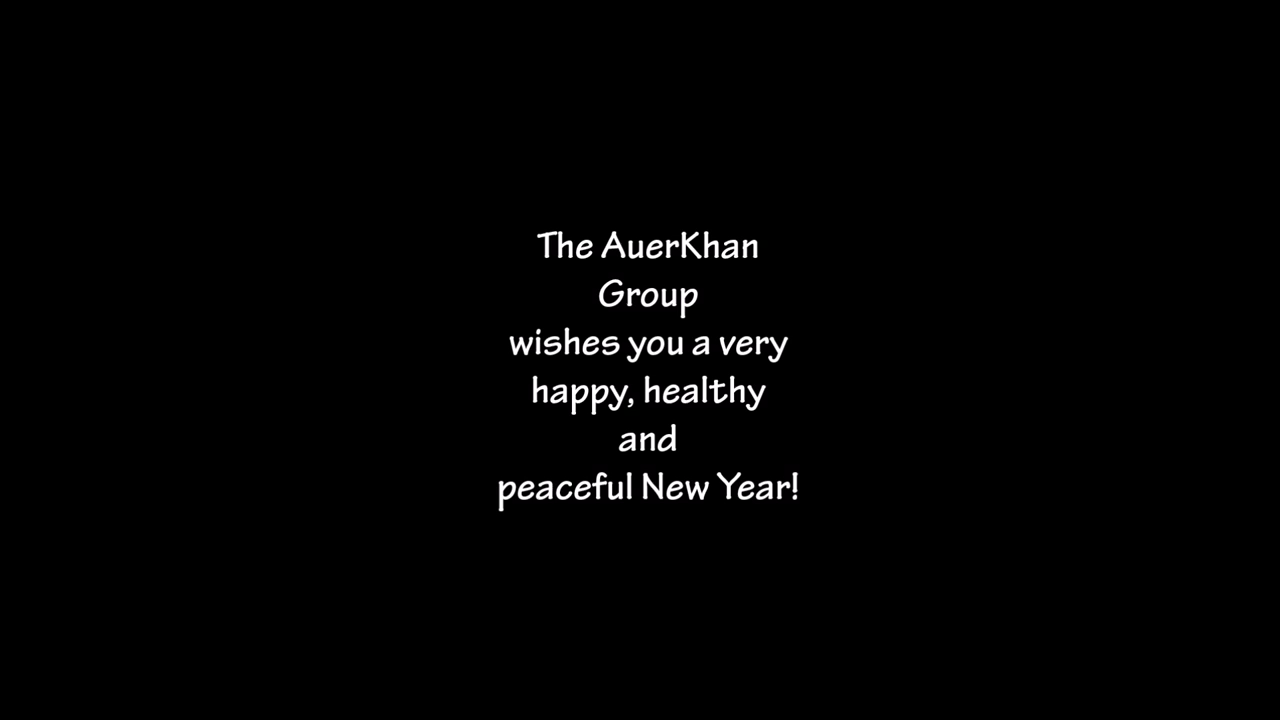 The AuerKhan
Group
wishes you a very
happy, healthy
and
peaceful New Year!